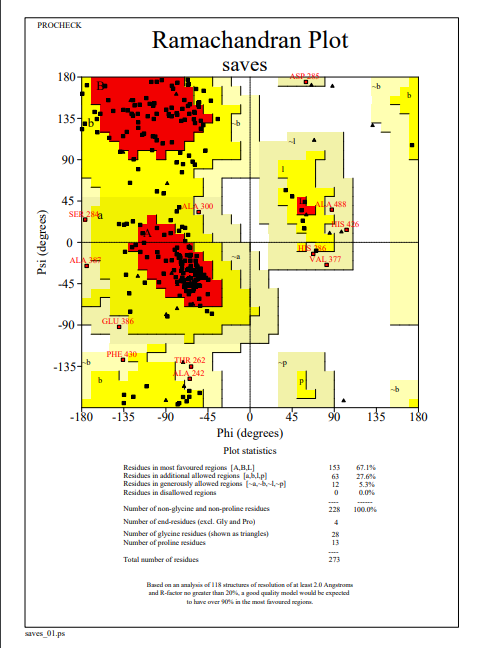 PROCHECK
Ramachandran Plot
saves
180
135
90
45
0
-45
-90
-135
-180
-135
-90
-45
0
45
90
135
180
Psi (degrees)
Phi (degrees)
B
b
a
A
~b
~a
~l
l
~b
b
~b
b
~p
p
~b
ASP 285
ALA 300
SER 284
ALA 488
HIS 426
HIS 286
VAL 377
ALA 387
GLU 386
PHE 430
THR 262
ALA 242
Plot statistics
Residues in most favoured regions [A,B,L] 153 67.1%
Residues in additional allowed regions [a,b,l,p] 63 27.6%
Residues in generously allowed regions [~a,~b,~l,~p] 12 5.3%
Residues in disallowed regions 0 0.0%
---- ------
Number of non-glycine and non-proline residues 228 100.0%
Number of end-residues (excl. Gly and Pro) 4
Number of glycine residues (shown as triangles) 28
Number of proline residues 13
----
Total number of residues 273
Based on an analysis of 118 structures of resolution of at least 2.0 Angstroms
and R-factor no greater than 20%, a good quality model would be expected
to have over 90% in the most favoured regions.
saves_01.ps